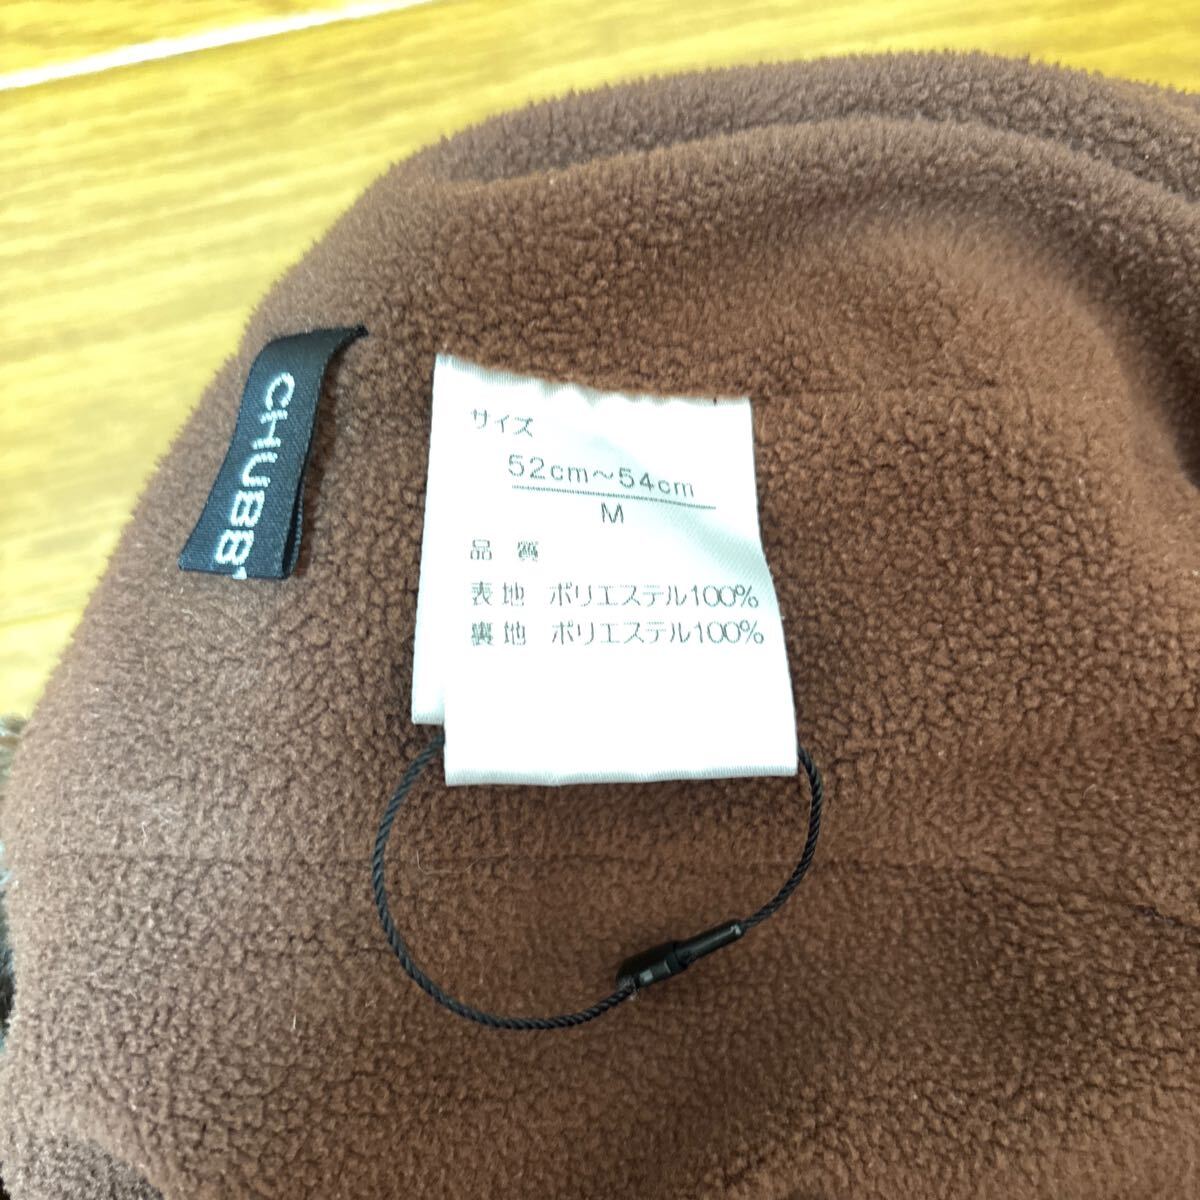 CHUBB
サイズ
52cm～54cm
M
品質
表地 ポリエステル100%
裏地 ポリエステル100%